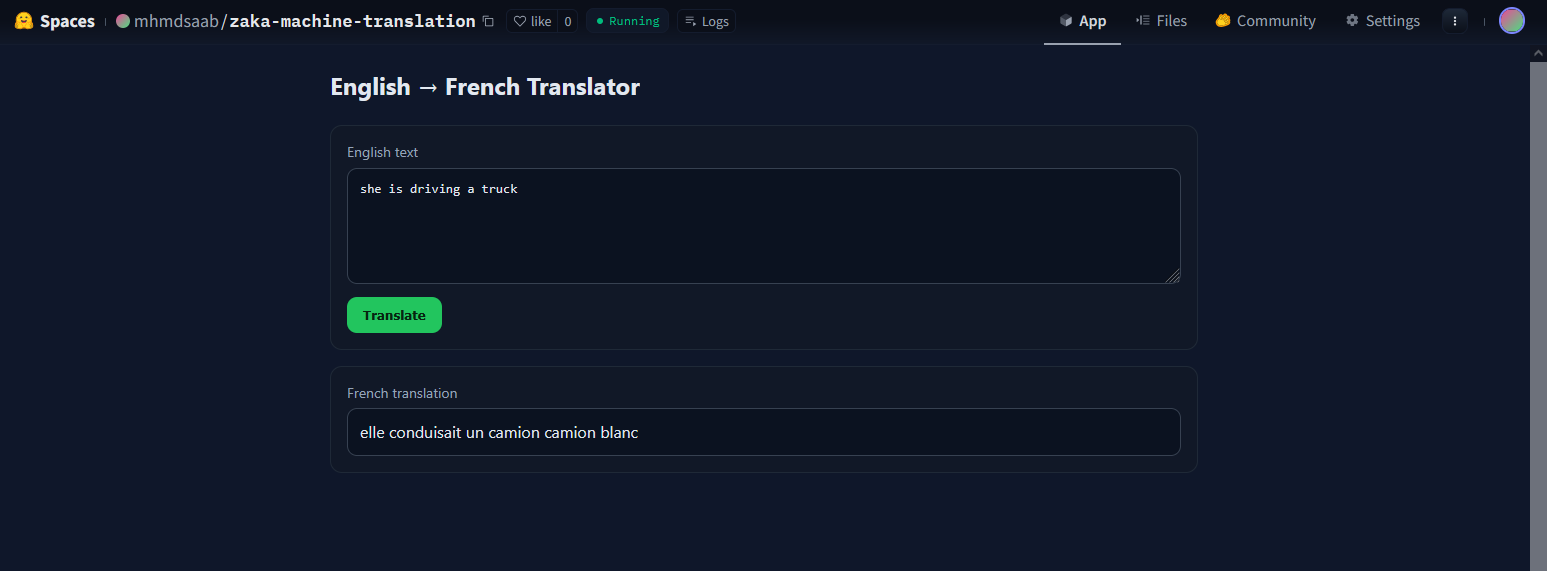 Spaces mhmdsaab/zaka-machine-translation like 0 Running Logs App Files Community Settings
English → French Translator
English text
she is driving a truck
Translate
French translation
elle conduisait un camion camion blanc